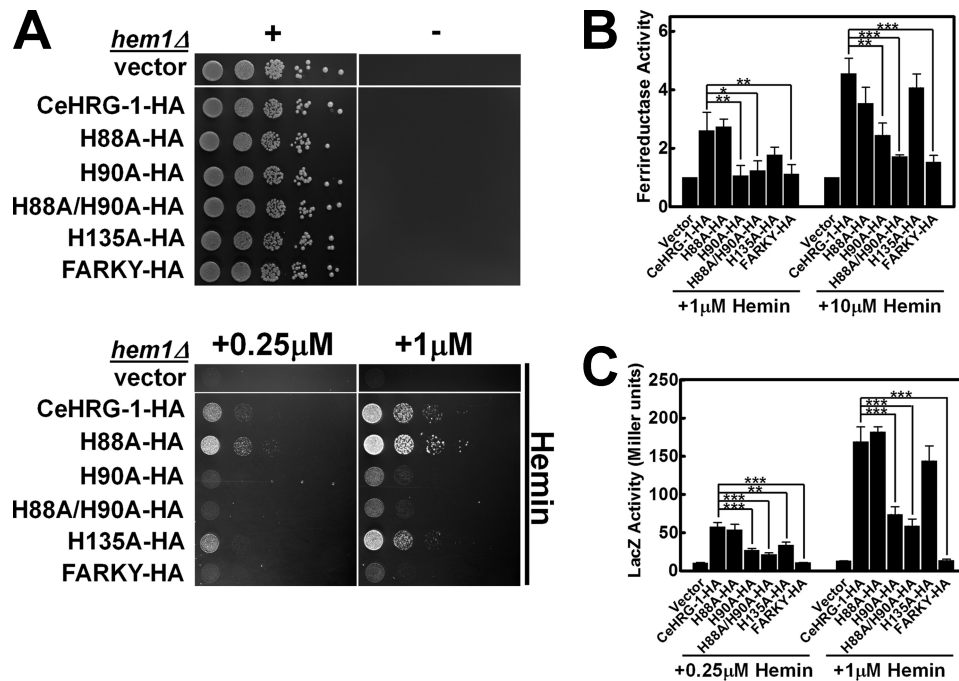 A
hem1Δ + -
vector
CeHRG-1-HA
H88A-HA
H90A-HA
H88A/H90A-HA
H135A-HA
FARKY-HA
hem1Δ +0.25µM +1µM
vector
CeHRG-1-HA
H88A-HA
H90A-HA
H88A/H90A-HA
H135A-HA
FARKY-HA
Hemin
B
Ferrireductase Activity
6
4
2
0
***
***
**
**
*
**
Vector
CeHRG-1-HA
H88A-HA
H90A-HA
H88A/H90A-HA
H135A-HA
FARKY-HA
Vector
CeHRG-1-HA
H88A-HA
H90A-HA
H88A/H90A-HA
H135A-HA
FARKY-HA
+1µM Hemin +10µM Hemin
C
LacZ Activity (Miller units)
250
200
150
100
50
0
***
***
***
***
**
***
***
Vector
CeHRG-1-HA
H88A-HA
H90A-HA
H88A/H90A-HA
H135A-HA
FARKY-HA
Vector
CeHRG-1-HA
H88A-HA
H90A-HA
H88A/H90A-HA
H135A-HA
FARKY-HA
+0.25µM Hemin +1µM Hemin